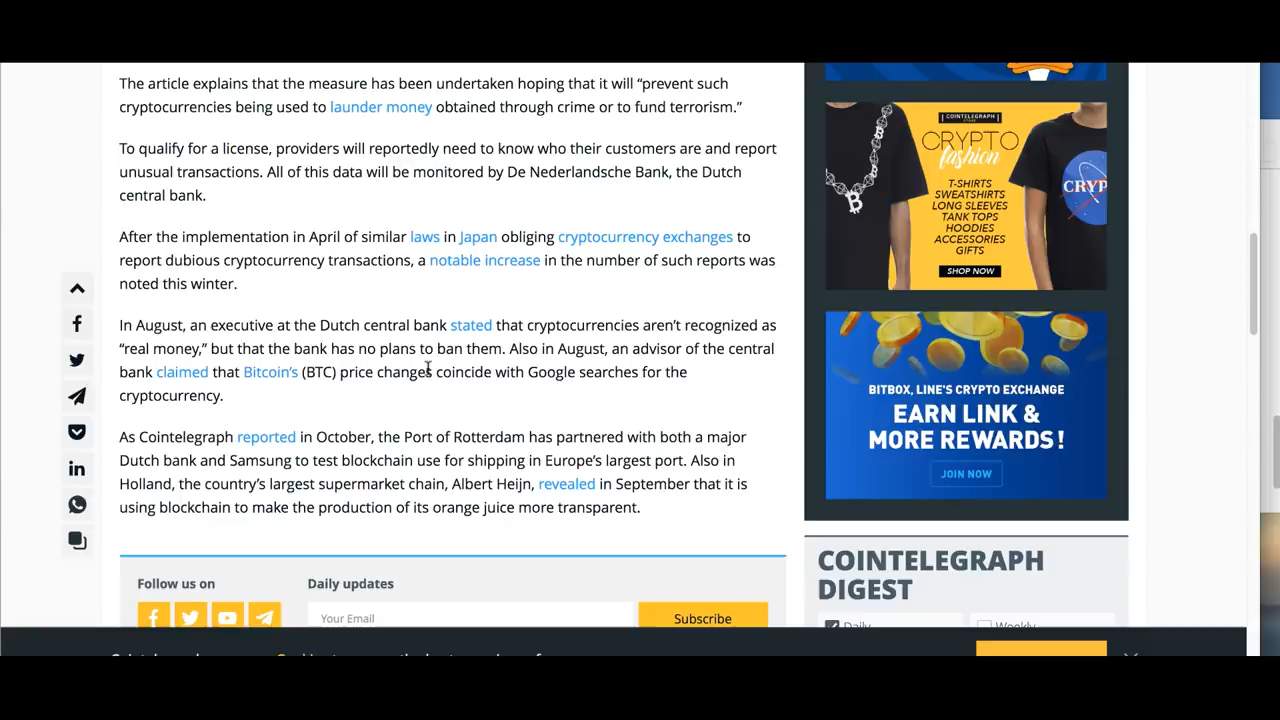 The article explains that the measure has been undertaken hoping that it will “prevent such
cryptocurrencies being used to launder money obtained through crime or to fund terrorism.”
To qualify for a license, providers will reportedly need to know who their customers are and report
unusual transactions. All of this data will be monitored by De Nederlandsche Bank, the Dutch
central bank.
After the implementation in April of similar laws in Japan obliging cryptocurrency exchanges to
report dubious cryptocurrency transactions, a notable increase in the number of such reports was
noted this winter.
In August, an executive at the Dutch central bank stated that cryptocurrencies aren’t recognized as
“real money,” but that the bank has no plans to ban them. Also in August, an advisor of the central
bank claimed that Bitcoin’s (BTC) price changes coincide with Google searches for the
cryptocurrency.
As Cointelegraph reported in October, the Port of Rotterdam has partnered with both a major
Dutch bank and Samsung to test blockchain use for shipping in Europe’s largest port. Also in
Holland, the county’s largest supermarket chain, Albert Heijn, revealed in September that it is
using blockchain to make the production of its orange juice more transparent.
Follow us on
Daily updates
Your Email
Subscribe
COINTELEGRAPH
CRYPTO
fashion
T-SHIRTS
SWEATSHIRTS
LONG SLEEVES
TANK TOPS
HOODIES
ACCESSORIES
GIFTS
SHOP NOW
CRYP
BITBOX, LINE'S CRYPTO EXCHANGE
EARN LINK &
MORE REWARDS!
JOIN NOW
COINTELEGRAPH
DIGEST
Daily
Weekly